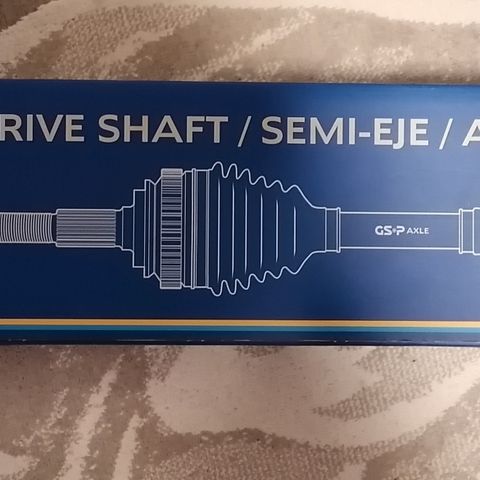 RIVE SHAFT / SEMI-EJE / A
GSP AXLE